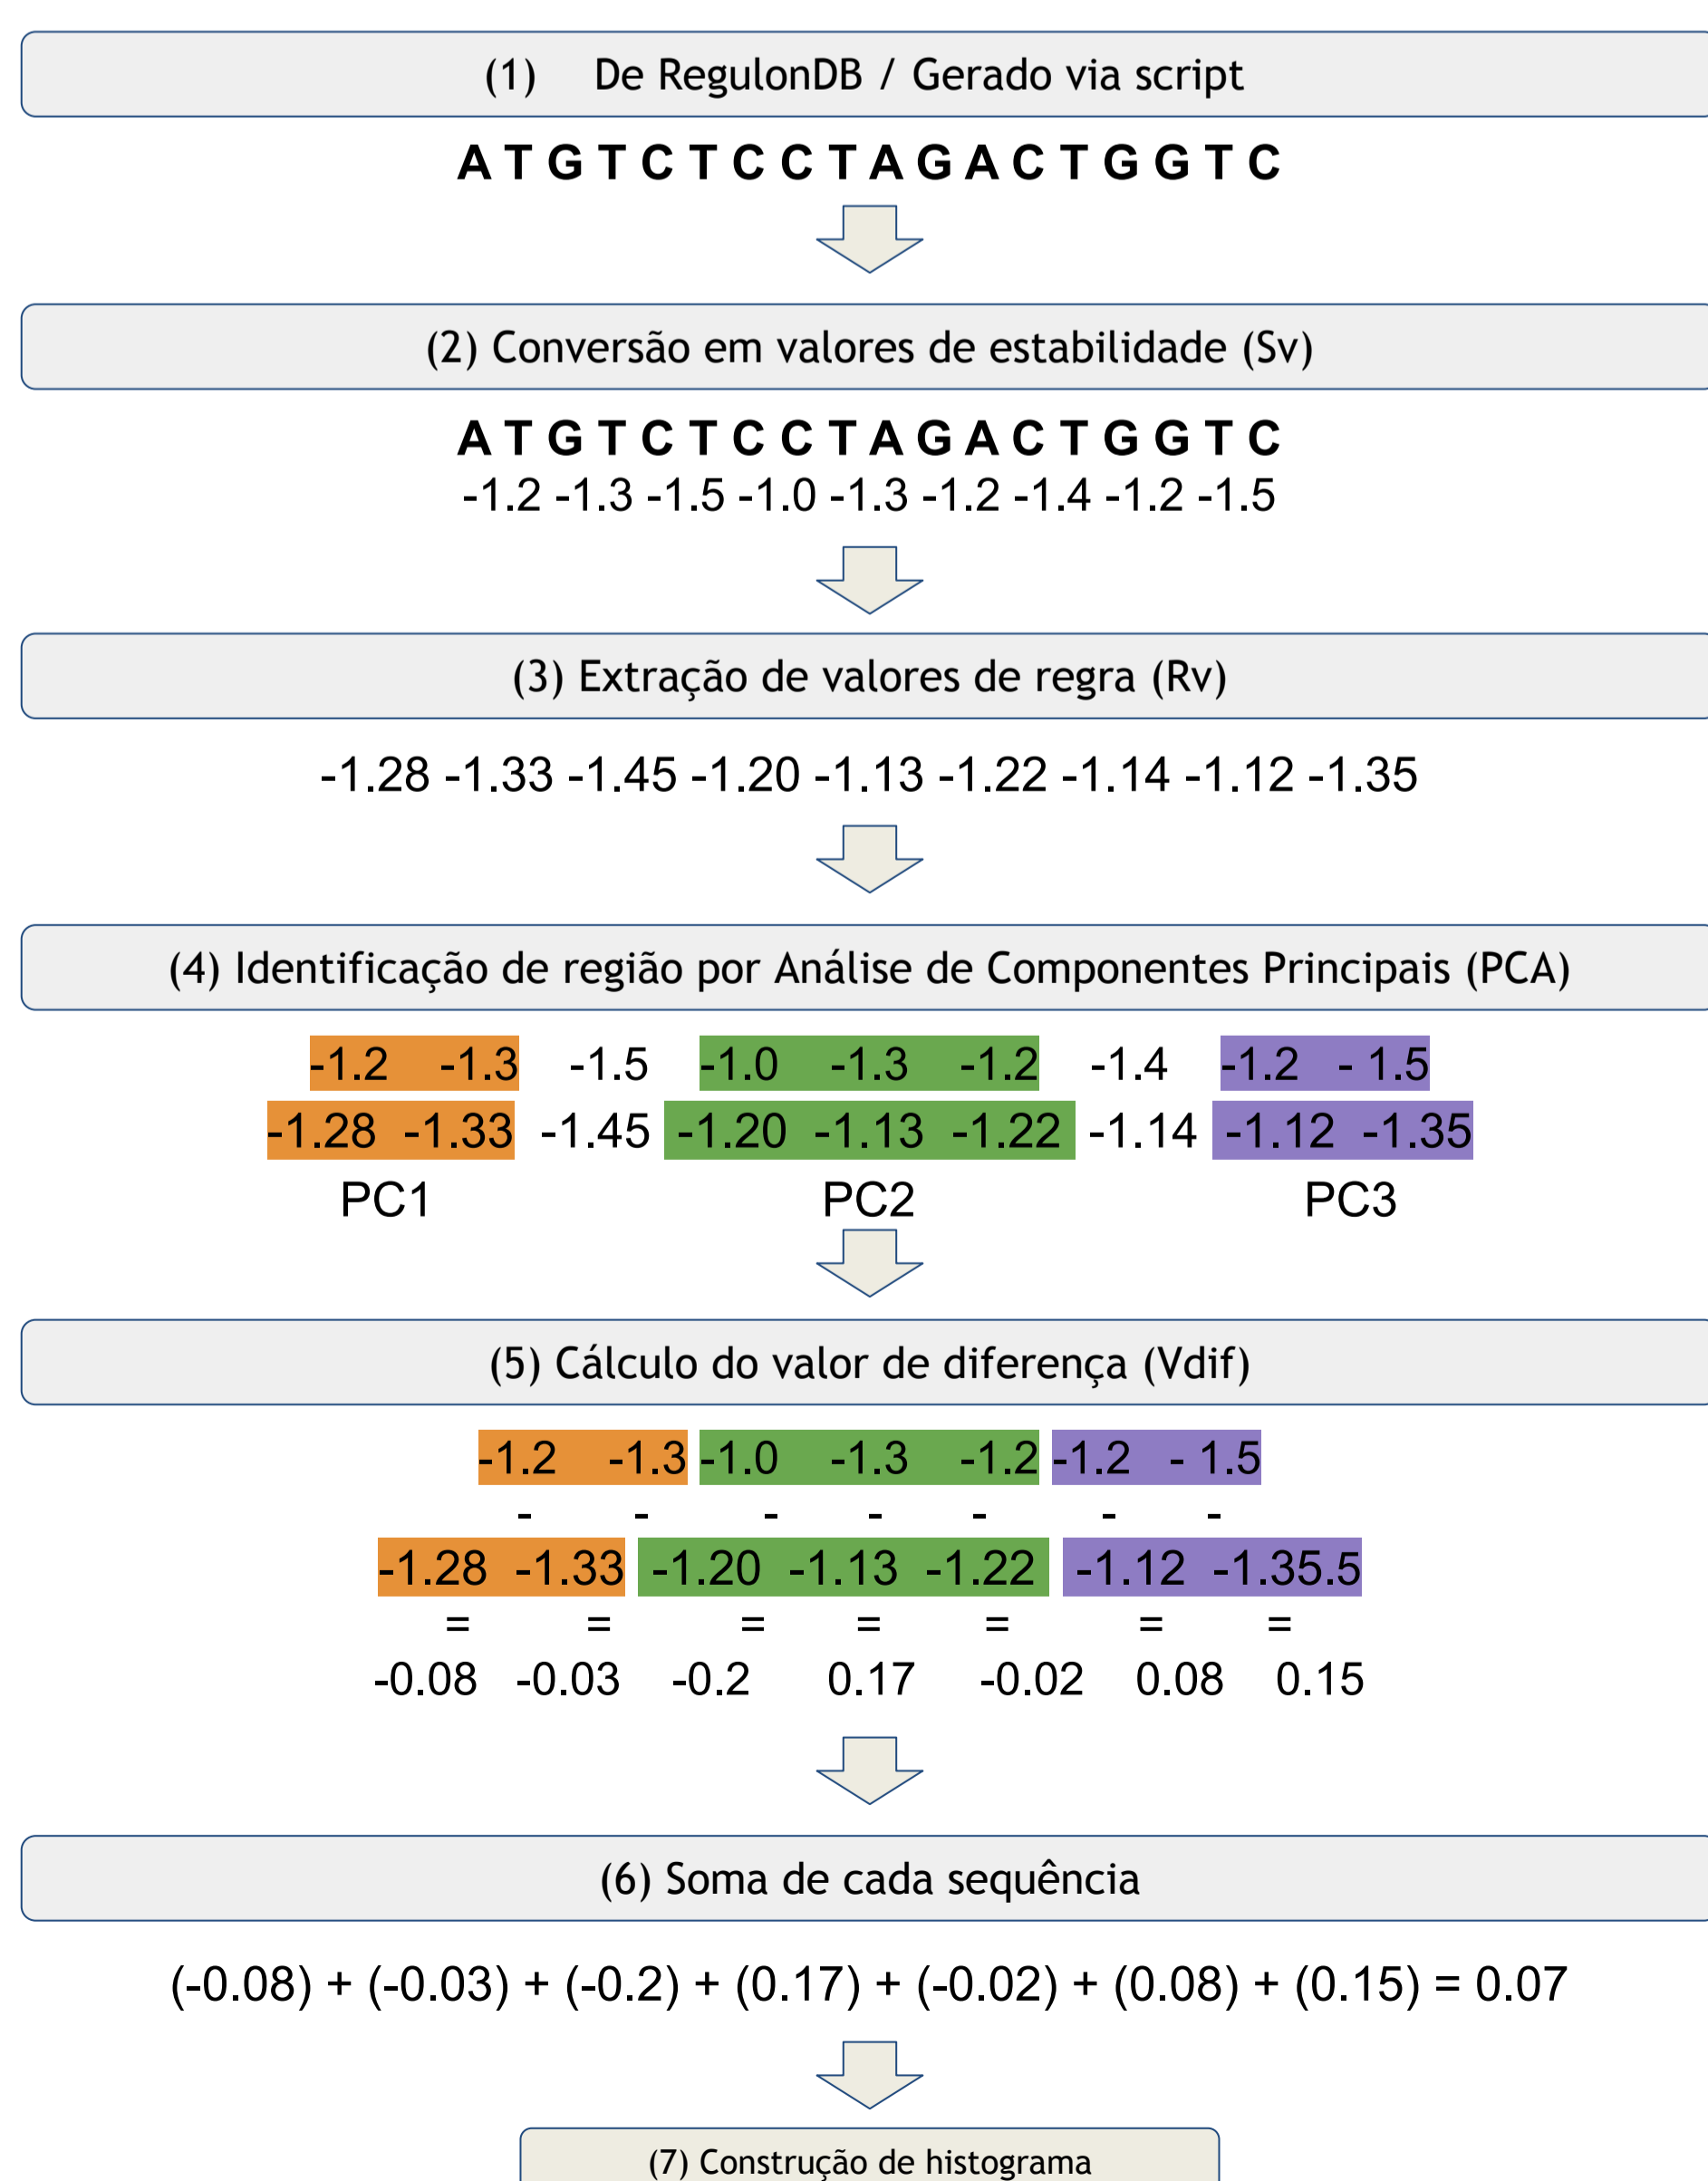 (1) De RegulonDB / Gerado via script
A T G T C T C C T A G A C T G G T C
(2) Conversão em valores de estabilidade (Sv)
A T G T C T C C T A G A C T G G T C
-1.2 -1.3 -1.5 -1.0 -1.3 -1.2 -1.4 -1.2 -1.5
(3) Extração de valores de regra (Rv)
-1.28 -1.33 -1.45 -1.20 -1.13 -1.22 -1.14 -1.12 -1.35
(4) Identificação de região por Análise de Componentes Principais (PCA)
-1.2 -1.3 -1.5 -1.0 -1.3 -1.2 -1.4 -1.2 - 1.5
-1.28 -1.33 -1.45 -1.20 -1.13 -1.22 -1.14 -1.12 -1.35
PC1 PC2 PC3
(5) Cálculo do valor de diferença (Vdif)
-1.2 -1.3 -1.0 -1.3 -1.2 -1.2 - 1.5
- - - - - - -
-1.28 -1.33 -1.20 -1.13 -1.22 -1.12 -1.35.5
= = = = = = =
-0.08 -0.03 -0.2 0.17 -0.02 0.08 0.15
(6) Soma de cada sequência
(-0.08) + (-0.03) + (-0.2) + (0.17) + (-0.02) + (0.08) + (0.15) = 0.07
(7) Construção de histograma